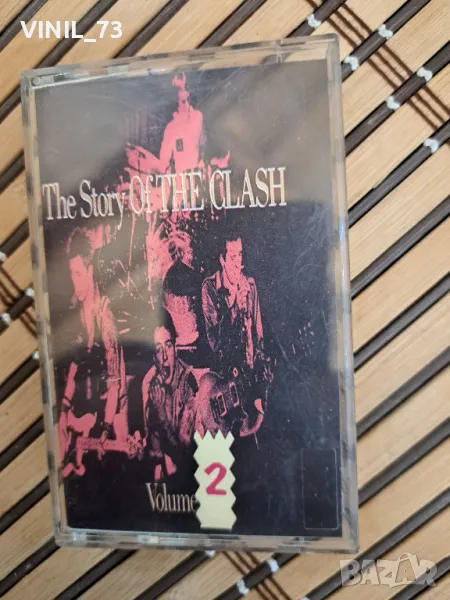 VINIL_73
The Story Of THE CLASH
Volume 2
BAZAR